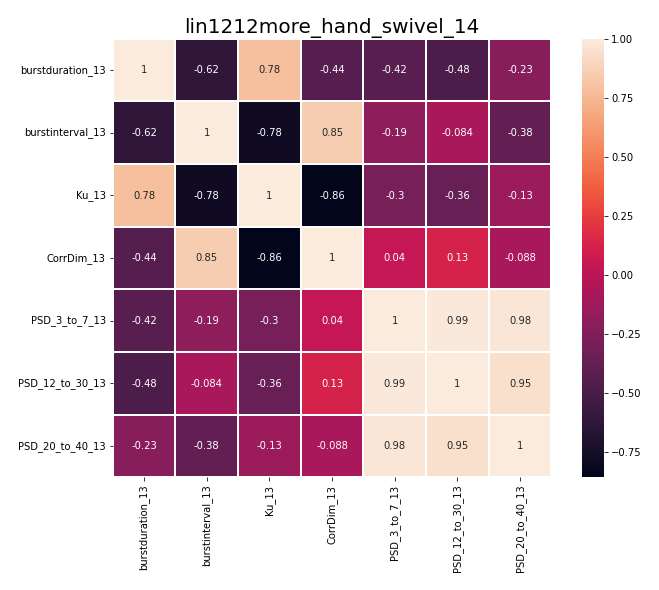 lin1212more_hand_swivel_14
burstduration_13 1 -0.62 0.78 -0.44 -0.42 -0.48 -0.23
burstinterval_13 -0.62 1 -0.78 0.85 -0.19 -0.084 -0.38
Ku_13 0.78 -0.78 1 -0.86 -0.3 -0.36 -0.13
CorrDim_13 -0.44 0.85 -0.86 1 0.04 0.13 -0.088
PSD_3_to_7_13 -0.42 -0.19 -0.3 0.04 1 0.99 0.98
PSD_12_to_30_13 -0.48 -0.084 -0.36 0.13 0.99 1 0.95
PSD_20_to_40_13 -0.23 -0.38 -0.13 -0.088 0.98 0.95 1
burstduration_13
burstinterval_13
Ku_13
CorrDim_13
PSD_3_to_7_13
PSD_12_to_30_13
PSD_20_to_40_13
1.00
0.75
0.50
0.25
0.00
−0.25
−0.50
−0.75